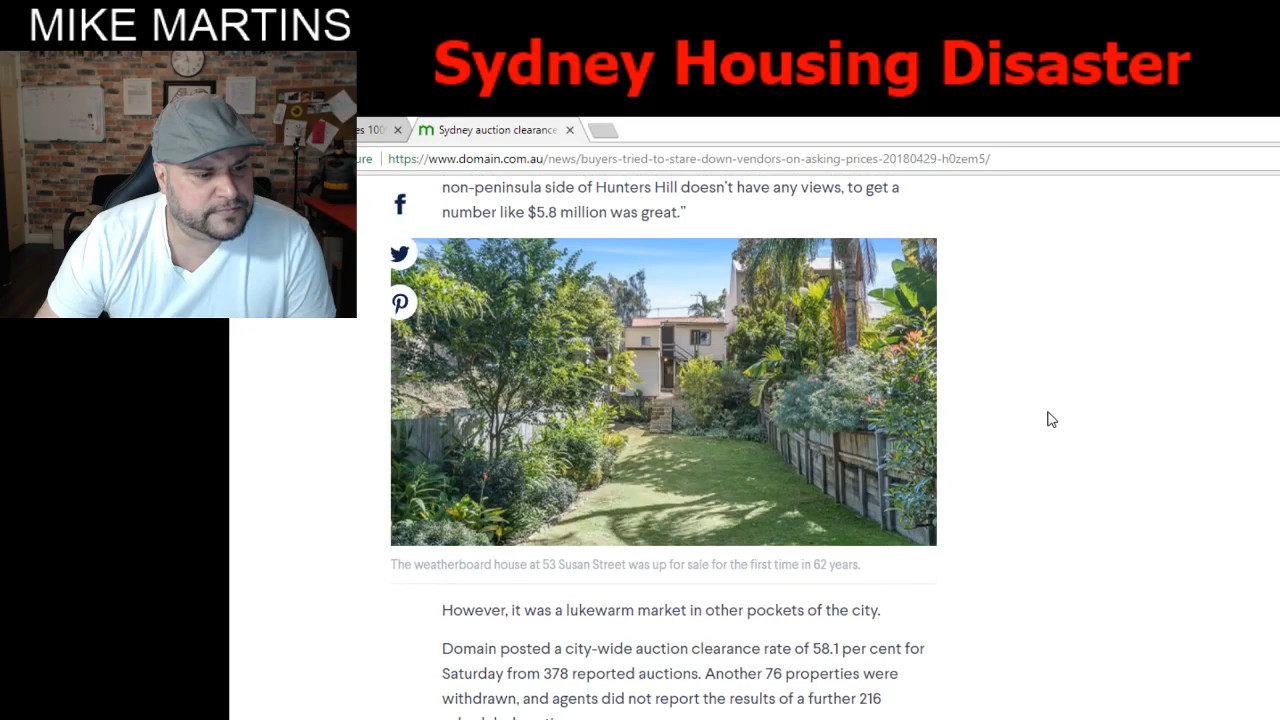 MIKE MARTINS
Sydney Housing Disaster
es 100
Sydney auction clearance
ure
https://www.domain.com.au/news/buyers-tried-to-stare-down-vendors-on-asking-prices-20180429-h0zem5/
non-peninsula side of Hunters Hill doesn't have any views, to get a
number like $5.8 million was great.”
The weatherboard house at 53 Susan Street was up for sale for the first time in 62 years.
However, it was a lukewarm market in other pockets of the city.
Domain posted a city-wide auction clearance rate of 58.1 per cent for
Saturday from 378 reported auctions. Another 76 properties were
withdrawn, and agents did not report the results of a further 216